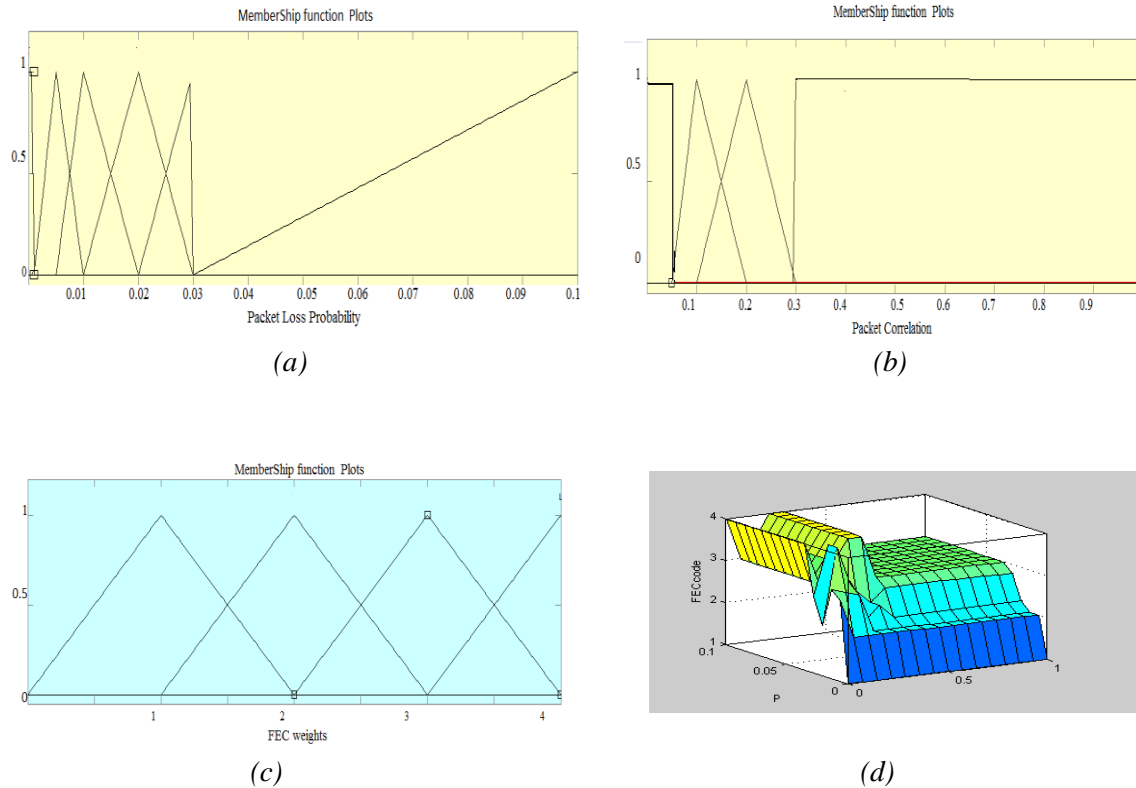 MemberShip function Plots
1
0.5
0
0.01 0.02 0.03 0.04 0.05 0.06 0.07 0.08 0.09 0.1
Packet Loss Probability
(a)
MemberShip function Plots
1
0.5
0
0.1 0.2 0.3 0.4 0.5 0.6 0.7 0.8 0.9
Packet Correlation
(b)
MemberShip function Plots
1
0.5
0
1 2 3 4
FEC weights
(c)
4
3
2
1
FECcode
0.1 0.05 0
P
0 0.5 1
(d)